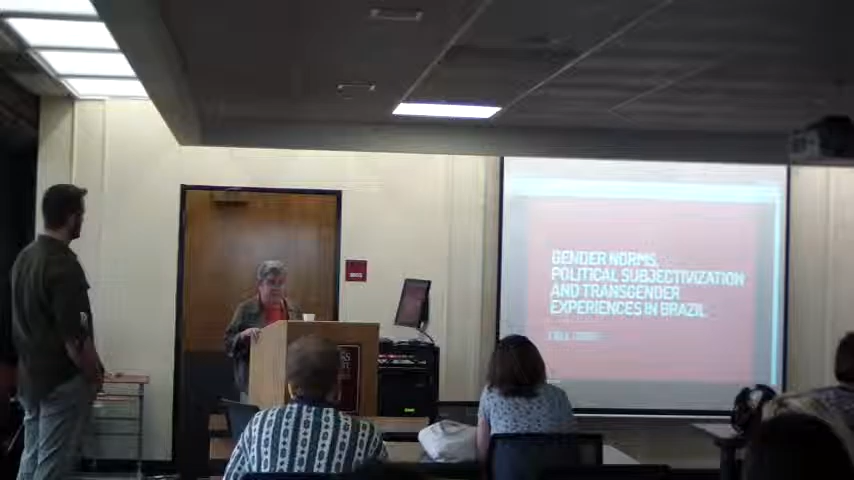 GENDER NORMS,
POLITICAL SUBJECTIVIZATION
AND TRANSGENDER
EXPERIENCES IN BRAZIL